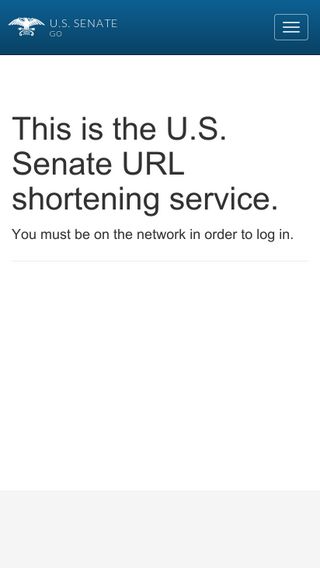 U.S. SENATE
GO
This is the U.S.
Senate URL
shortening service.
You must be on the network in order to log in.